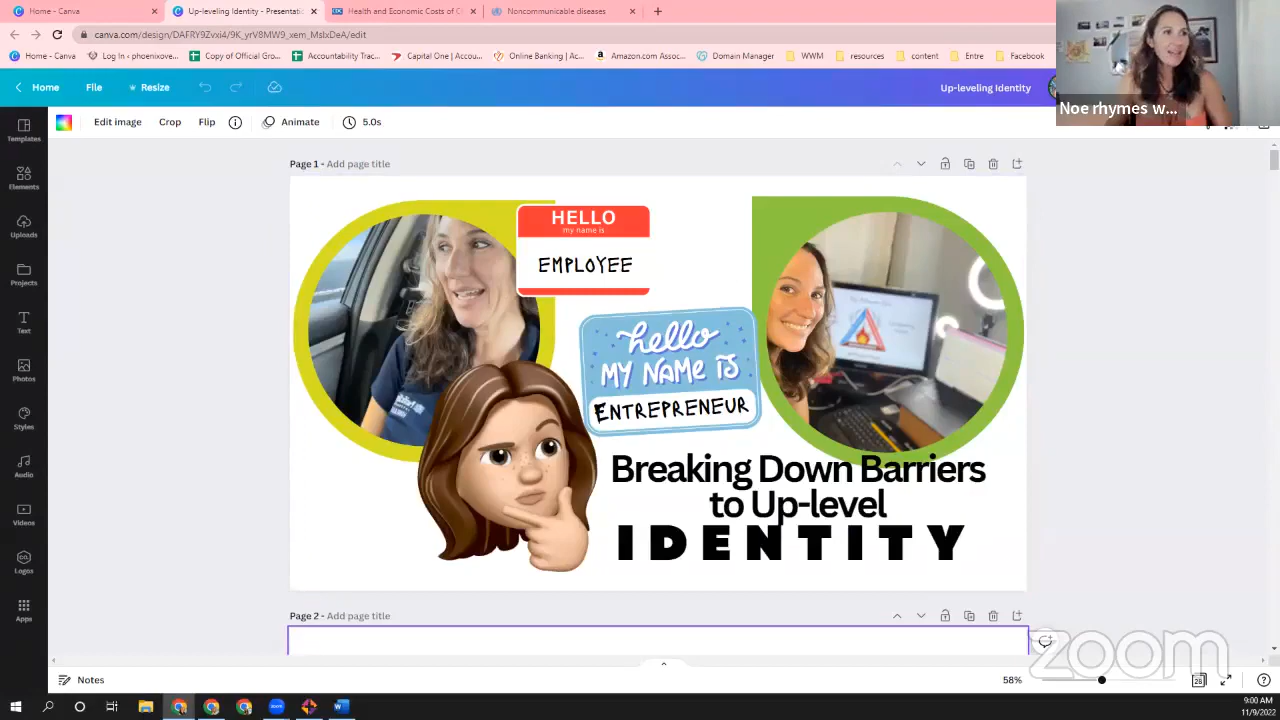 Home - Canva
Up-leveling Identity - Presentati
Health and Economic Costs of C
Noncommunicable diseases
canva.com/design/DAFRY9Zvxi4/9K_yrV8MW9_xem_MslxDeA/edit
Home - Canva
Log In ‹ phoenixove...
Copy of Official Gro...
Accountability Trac...
Capital One | Accou...
Online Banking | Ac...
Amazon.com Assoc...
Domain Manager
WWM
resources
content
Entre
Facebook
Noe rhymes w...
Home
File
Resize
Up-leveling Identity
Edit image
Crop
Flip
Animate
5.0s
Templates
Elements
Uploads
Projects
Text
Photos
Styles
Audio
Videos
Logos
Apps
Page 1 - Add page title
HELLO
my name is
EMPLOYEE
hello
MY NAME IS
ENTREPRENEUR
Breaking Down Barriers
to Up-level
IDENTITY
Page 2 - Add page title
zoom
Notes
58%
9:00 AM
11/9/2022